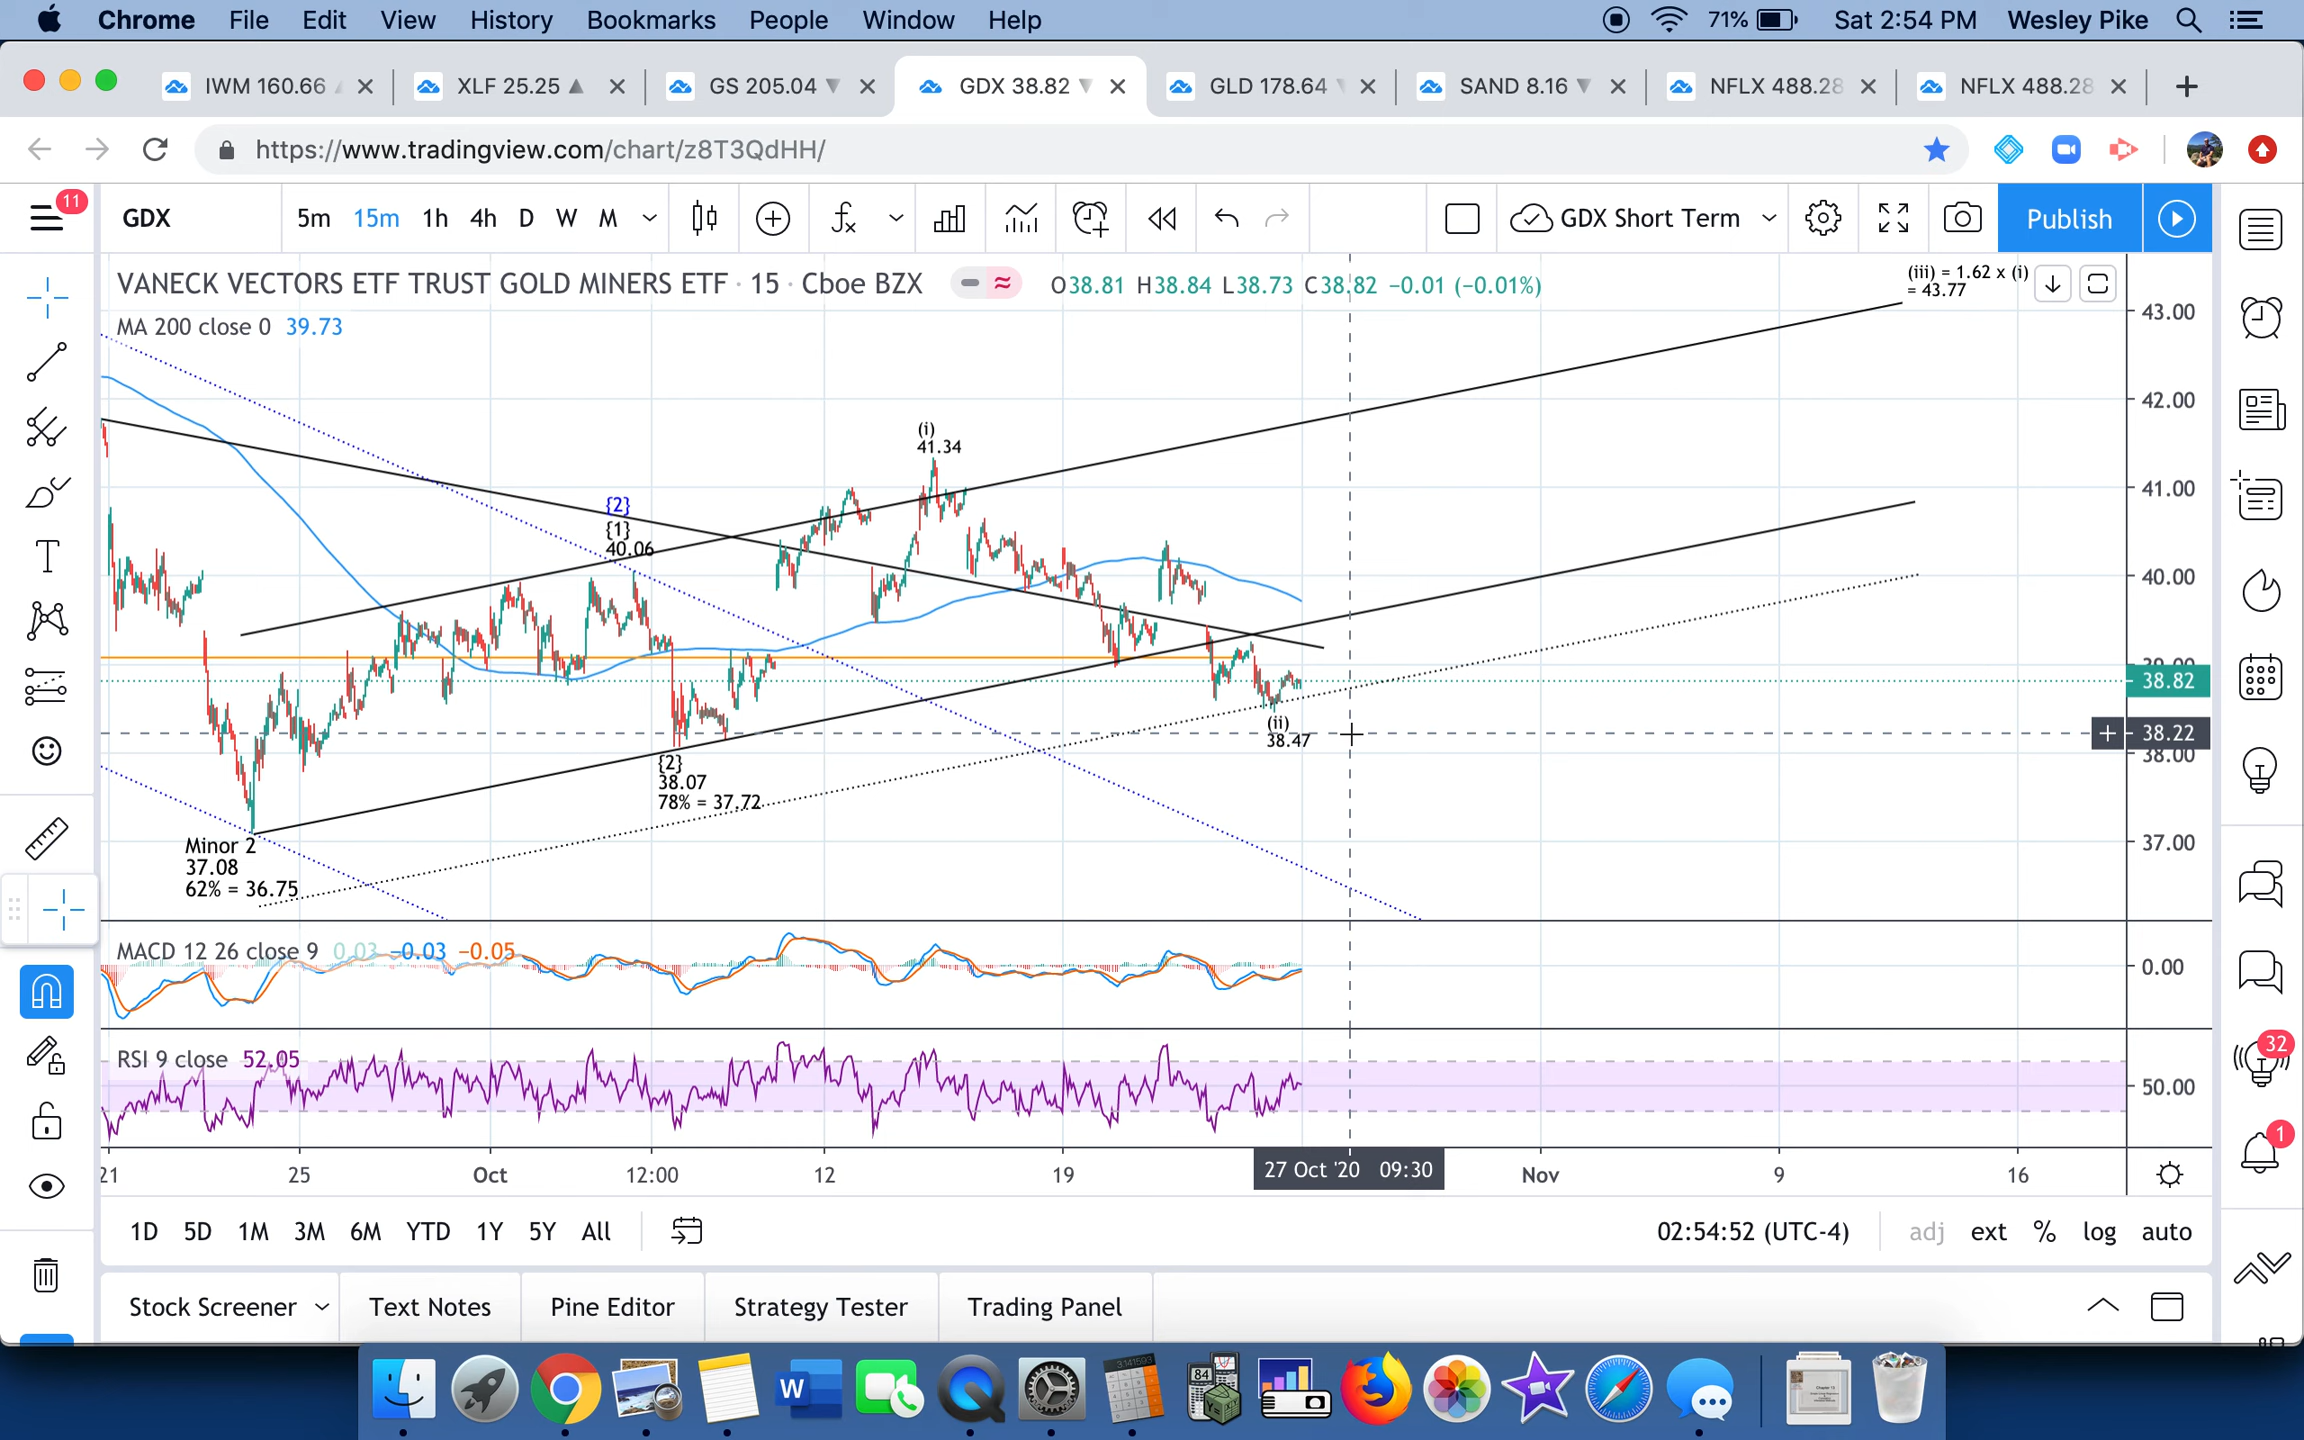 Chrome File Edit View History Bookmarks People Window Help 71% Sat 2:54 PM Wesley Pike
IWM 160.66 XLF 25.25 GS 205.04 GDX 38.82 GLD 178.64 SAND 8.16 NFLX 488.28 NFLX 488.28
https://www.tradingview.com/chart/z8T3QdHH/
11 GDX 5m 15m 1h 4h D W M GDX Short Term Publish
VANECK VECTORS ETF TRUST GOLD MINERS ETF · 15 · Cboe BZX O38.81 H38.84 L38.73 C38.82 −0.01 (−0.01%)
MA 200 close 0 39.73
(iii) = 1.62 x (i)
= 43.77
43.00
42.00
(i)
41.34
41.00
{2}
{1}
40.06
40.00
39.00
38.82
(ii)
38.47
38.22
38.00
{2}
38.07
78% = 37.72
37.00
Minor 2
37.08
62% = 36.75
MACD 12 26 close 9 0.03 −0.03 −0.05
0.00
RSI 9 close 52.05
50.00
32
1
21 25 Oct 12:00 12 19 27 Oct '20 09:30 Nov 9 16
1D 5D 1M 3M 6M YTD 1Y 5Y All 02:54:52 (UTC-4) adj ext % log auto
Stock Screener Text Notes Pine Editor Strategy Tester Trading Panel
W
3.141593
84